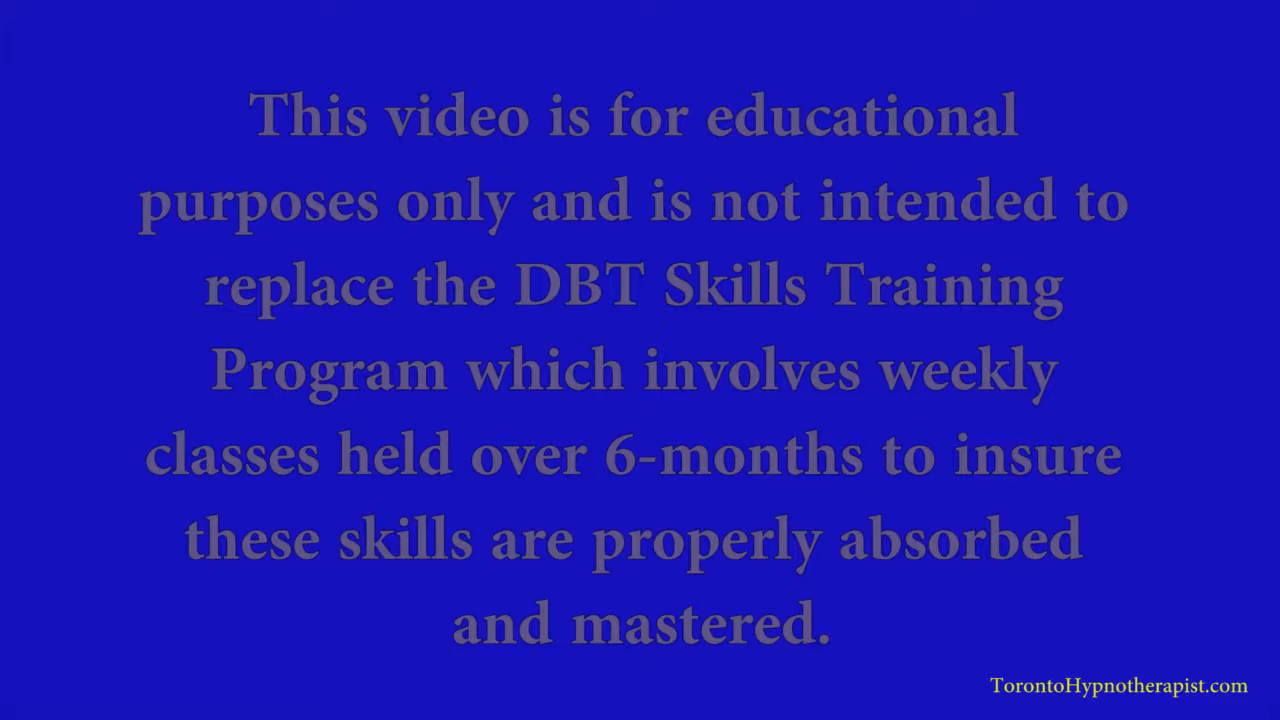 This video is for educational
purposes only and is not intended to
replace the DBT Skills Training
Program which involves weekly
classes held over 6-months to insure
these skills are properly absorbed
and mastered.
TorontoHypnotherapist.com